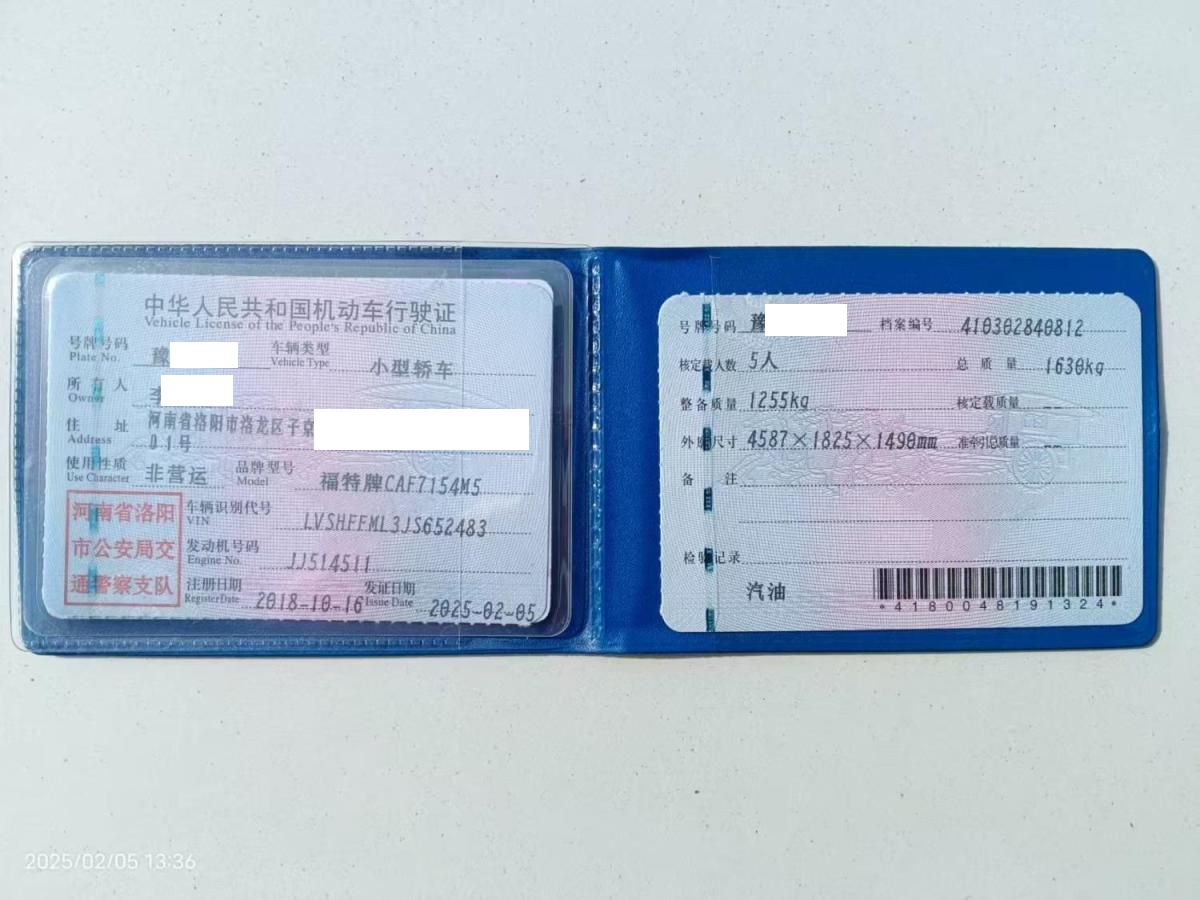 中华人民共和国机动车行驶证
Vehicle License of the People's Republic of China
号牌号码 豫 车辆类型 小型轿车
Plate No. Vehicle Type
所有人 李
Owner
住址 河南省洛阳市洛龙区子京
Address 01号
使用性质 非营运 品牌型号 福特牌CAF7154M5
Use Character Model
河南省洛阳
市公安局交
通警察支队
车辆识别代号 LVSHFFML3JS652483
VIN
发动机号码 JJ514511
Engine No.
注册日期 2018-10-16 发证日期 2025-02-05
Register Date Issue Date
号牌号码 豫 档案编号 410302840812
核定载人数 5人 总质量 1630kg
整备质量 1255kg 核定载质量 --
外廓尺寸 4587×1825×1490mm 准牵引总质量 --
备注
检验记录
汽油
*4180048191324*
2025/02/05 13:36